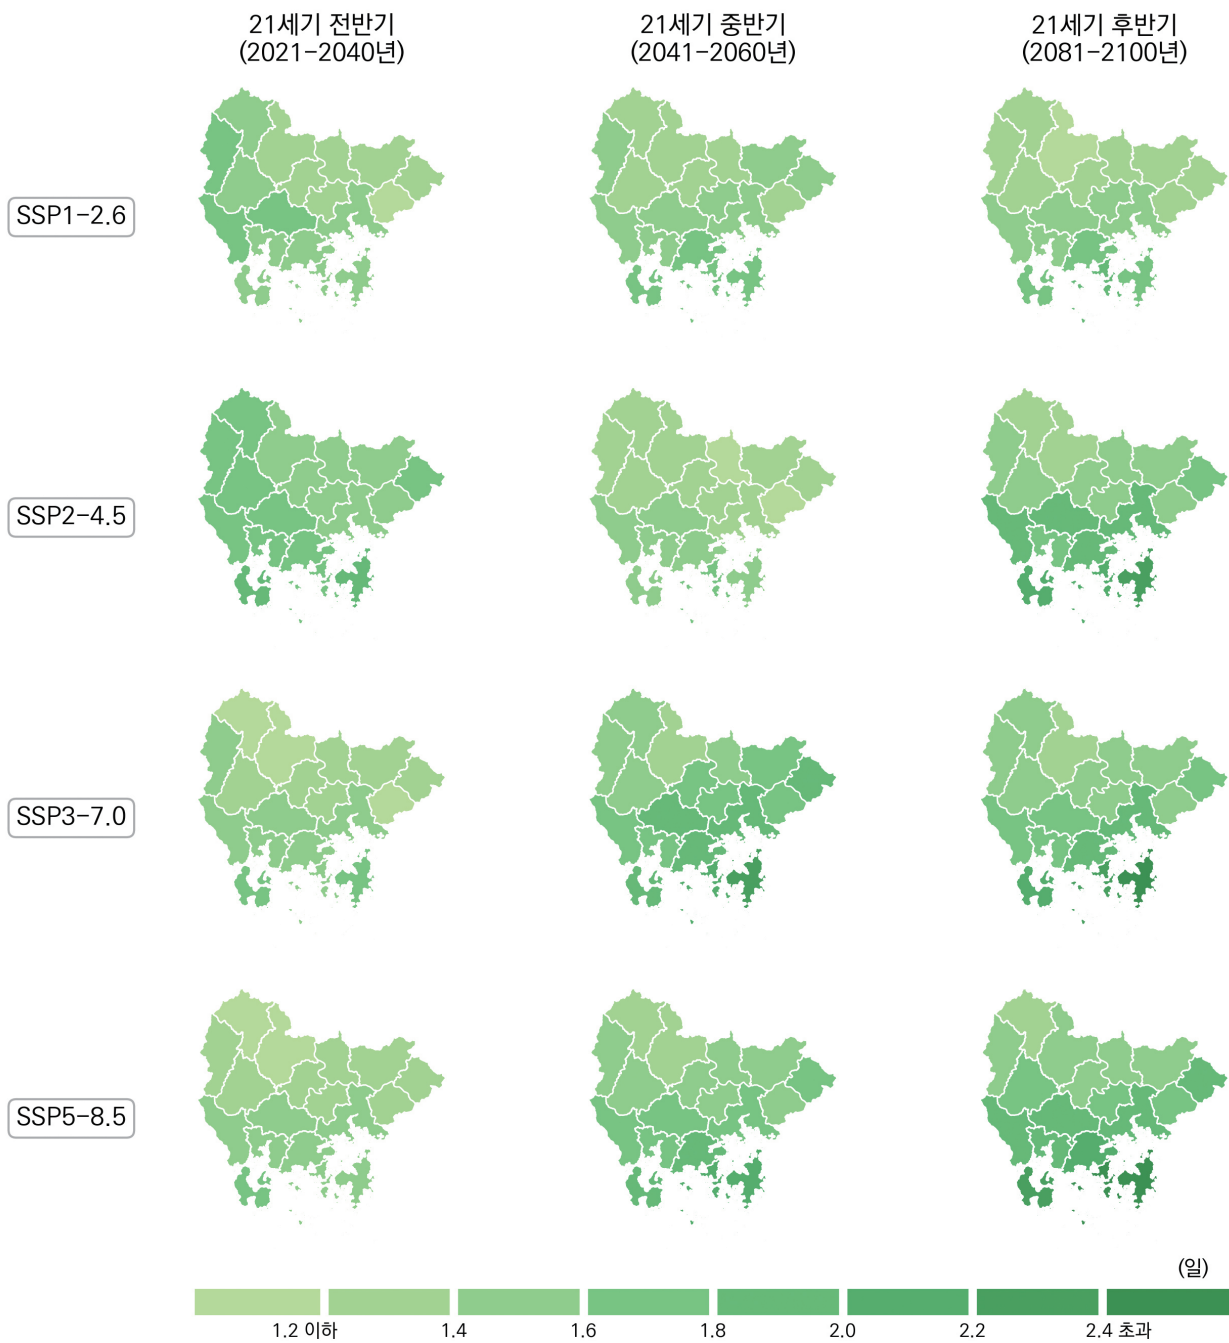 21세기 전반기
(2021-2040년)
21세기 중반기
(2041-2060년)
21세기 후반기
(2081-2100년)
SSP1-2.6
SSP2-4.5
SSP3-7.0
SSP5-8.5
(일)
1.2 이하
1.4
1.6
1.8
2.0
2.2
2.4 초과